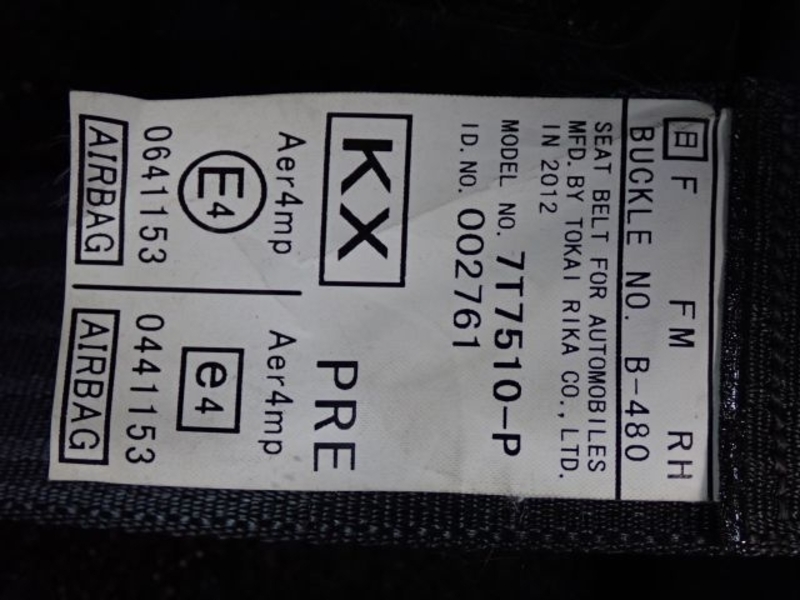 日 F FM RH
BUCKLE NO. B-480
SEAT BELT FOR AUTOMOBILES
MFD. BY TOKAI RIKA CO., LTD.
IN 2012
MODEL NO. 7T7510-P
ID. NO. 002761
KX PRE
Aer4mp Aer4mp
E4 e4
0641153 0441153
AIRBAG AIRBAG